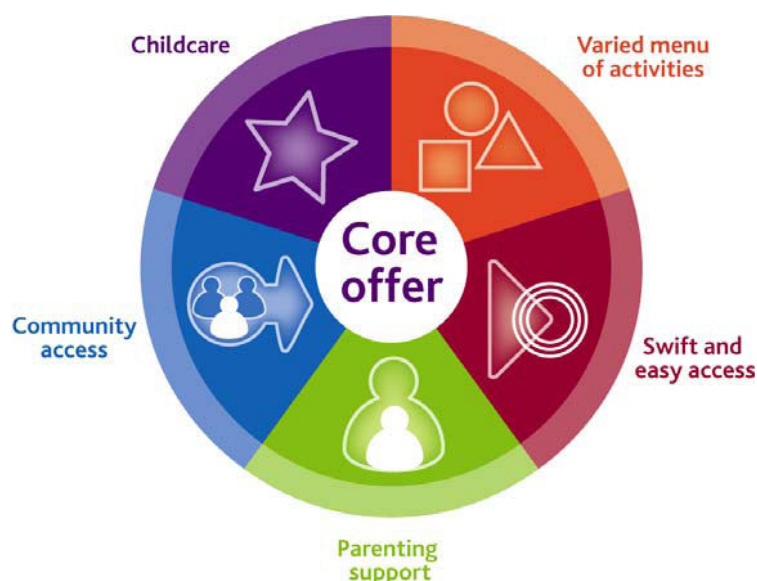 Childcare
Varied menu
of activities
Core
offer
Community
access
Swift and
easy access
Parenting
support